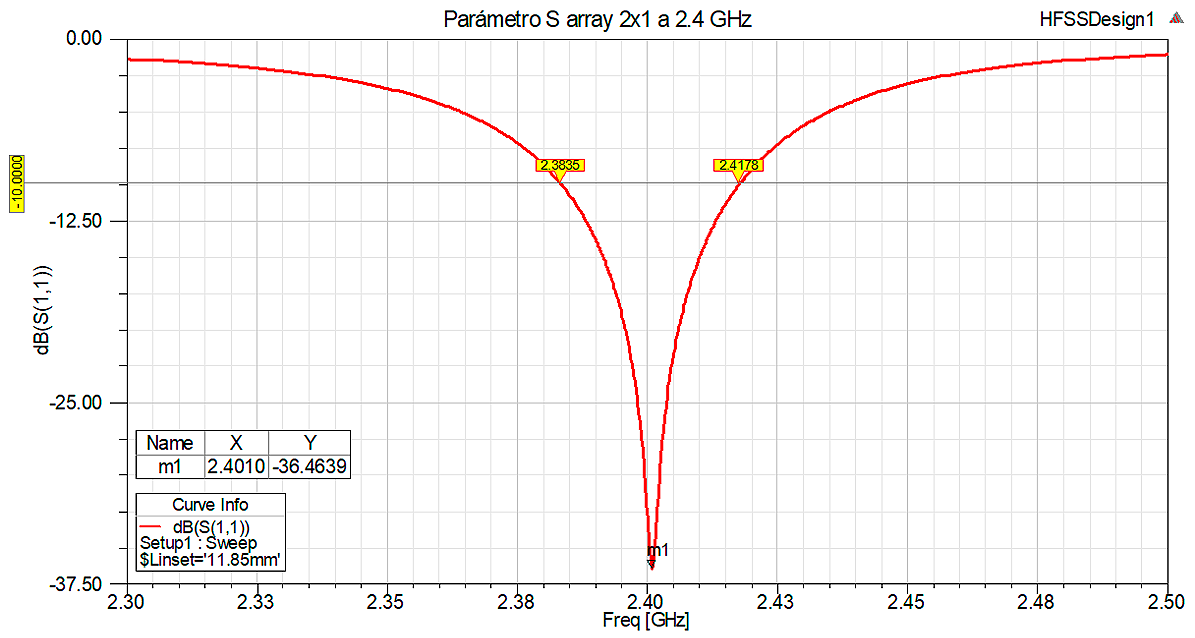 Parámetro S array 2x1 a 2.4 GHz
HFSSDesign1
0.00
-10.0000
-12.50
-25.00
-37.50
dB(S(1,1))
2.3835
2.4178
Name X Y
m1 2.4010 -36.4639
Curve Info
dB(S(1,1))
Setup1 : Sweep
$Linset='11.85mm'
m1
2.30 2.33 2.35 2.38 2.40 2.43 2.45 2.48 2.50
Freq [GHz]